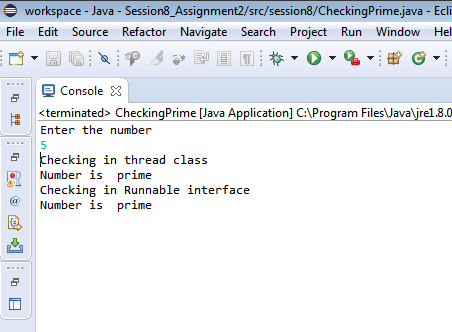 workspace - Java - Session8_Assignment2/src/session8/CheckingPrime.java - Ecli
File Edit Source Refactor Navigate Search Project Run Window Hel
Console
<terminated> CheckingPrime [Java Application] C:\Program Files\Java\jre1.8.0
Enter the number
5
Checking in thread class
Number is  prime
Checking in Runnable interface
Number is  prime